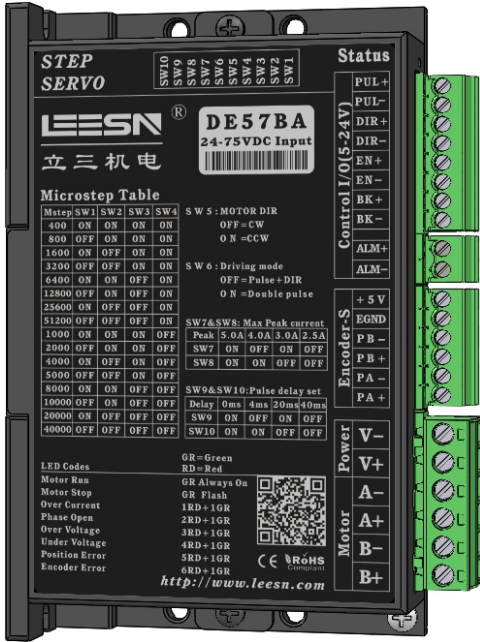 STEP
SERVO
SW10
SW9
SW8
SW7
SW6
SW5
SW4
SW3
SW2
SW1
Status
LEESN ®
立三机电
DE57BA
24-75VDC Input
Microstep Table
Mstep SW1 SW2 SW3 SW4
400 ON ON ON ON
800 OFF ON ON ON
1600 ON OFF ON ON
3200 OFF OFF ON ON
6400 ON ON OFF ON
12800 OFF ON OFF ON
25600 ON OFF OFF ON
51200 OFF OFF OFF ON
1000 ON ON ON OFF
2000 OFF ON ON OFF
4000 ON OFF ON OFF
5000 OFF OFF ON OFF
8000 ON ON OFF OFF
10000 OFF ON OFF OFF
20000 ON OFF OFF OFF
40000 OFF OFF OFF OFF
SW5: MOTOR DIR
OFF=CW
ON=CCW
SW6: Driving mode
OFF=Pulse+DIR
ON=Double pulse
SW7&SW8: Max Peak current
Peak 5.0A 4.0A 3.0A 2.5A
SW7 ON OFF ON OFF
SW8 ON ON OFF OFF
SW9&SW10:Pulse delay set
Delay 0ms 4ms 20ms 40ms
SW9 ON OFF ON OFF
SW10 ON ON OFF OFF
GR=Green
LED Codes RD=Red
Motor Run GR Always On
Motor Stop GR Flash
Over Current 1RD+1GR
Phase Open 2RD+1GR
Over Voltage 3RD+1GR
Under Voltage 4RD+1GR
Position Error 5RD+1GR
Encoder Error 6RD+1GR
CE RoHS
Compliant
http://www.leesn.com
Control I/O(5-24V)
PUL+
PUL-
DIR+
DIR-
EN+
EN-
BK+
BK-
ALM+
ALM-
Encoder-S
+5V
EGND
PB-
PB+
PA-
PA+
Power
V-
V+
Motor
A-
A+
B-
B+